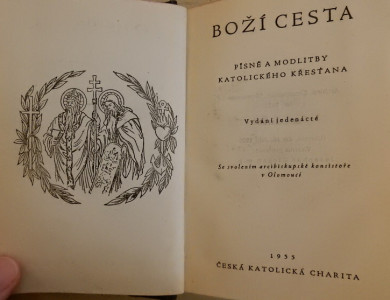 BOŽÍ CESTA
PÍSNĚ A MODLITBY
KATOLICKÉHO KŘESŤANA
Vydání jedenácté
Se svolením arcibiskupské konsistoře
v Olomouci
1955
ČESKÁ KATOLICKÁ CHARITA